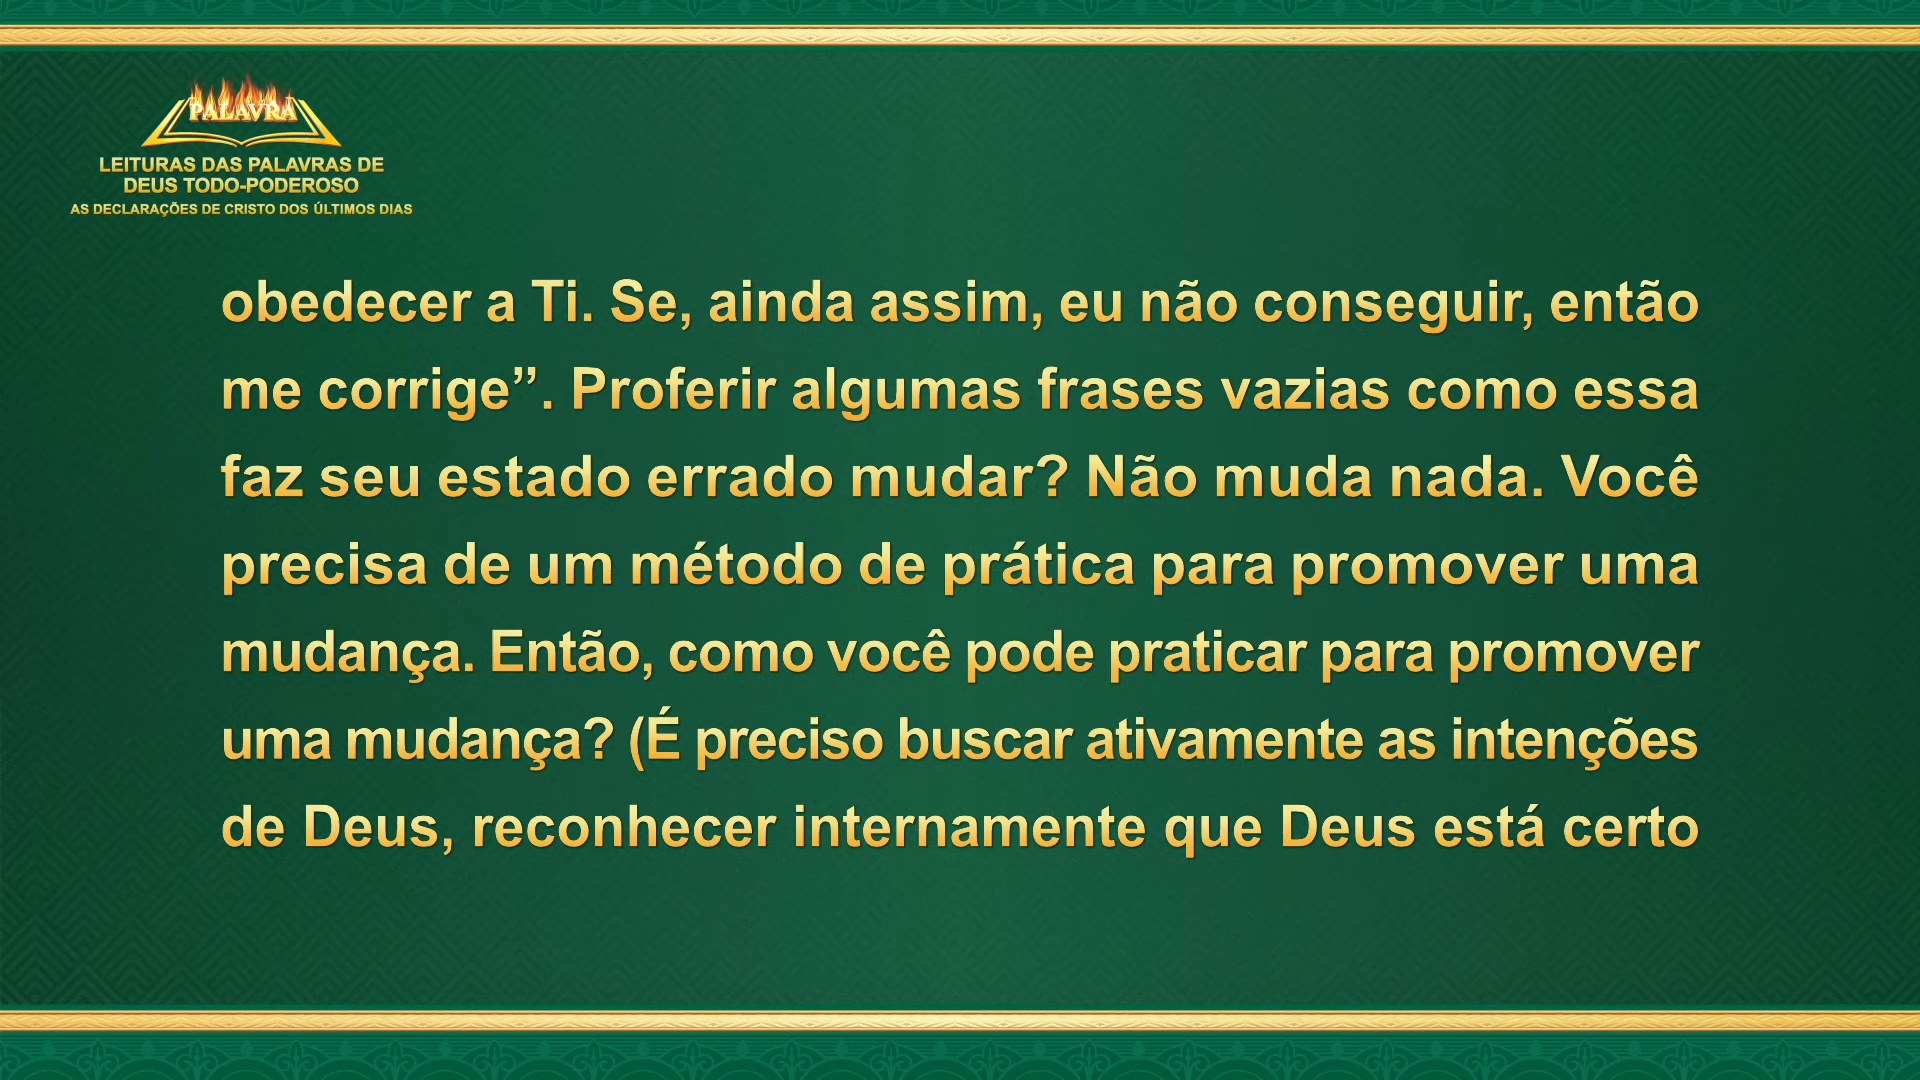 PALAVRA
LEITURAS DAS PALAVRAS DE
DEUS TODO-PODEROSO
AS DECLARAÇÕES DE CRISTO DOS ÚLTIMOS DIAS
obedecer a Ti. Se, ainda assim, eu não conseguir, então
me corrige”. Proferir algumas frases vazias como essa
faz seu estado errado mudar? Não muda nada. Você
precisa de um método de prática para promover uma
mudança. Então, como você pode praticar para promover
uma mudança? (É preciso buscar ativamente as intenções
de Deus, reconhecer internamente que Deus está certo